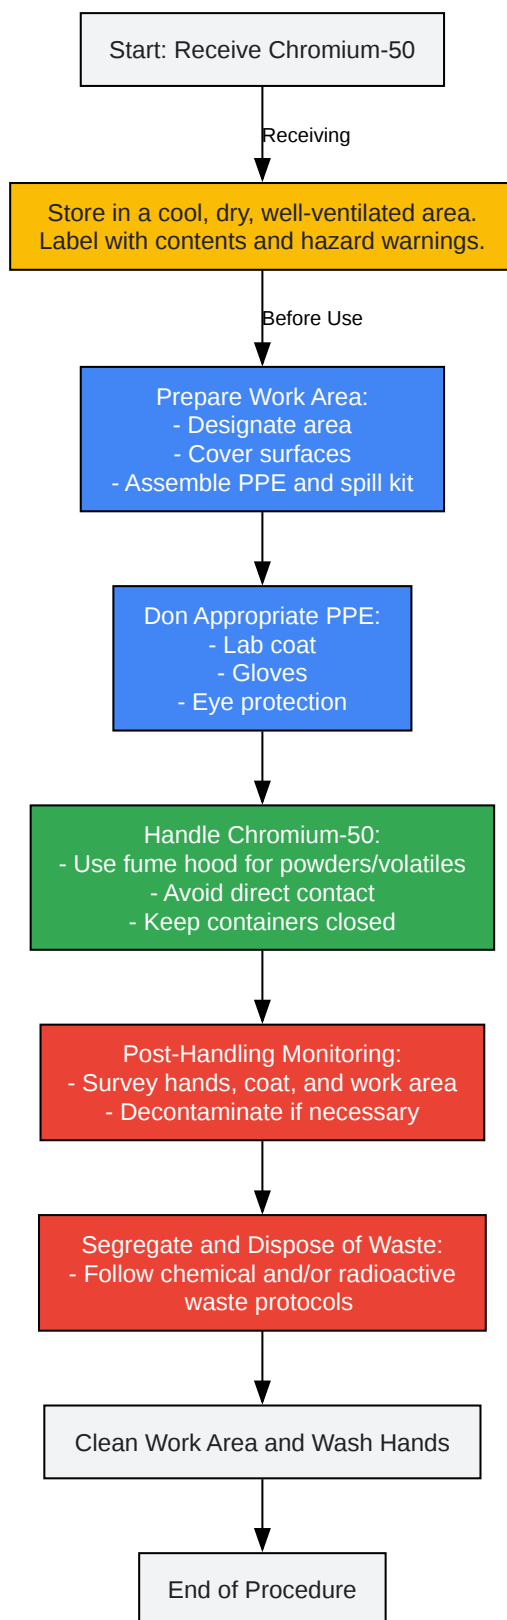 Start: Receive Chromium-50
Receiving
Store in a cool, dry, well-ventilated area.
Label with contents and hazard warnings.
Before Use
Prepare Work Area:
- Designate area
- Cover surfaces
- Assemble PPE and spill kit
Don Appropriate PPE:
- Lab coat
- Gloves
- Eye protection
Handle Chromium-50:
- Use fume hood for powders/volatiles
- Avoid direct contact
- Keep containers closed
Post-Handling Monitoring:
- Survey hands, coat, and work area
- Decontaminate if necessary
Segregate and Dispose of Waste:
- Follow chemical and/or radioactive
waste protocols
Clean Work Area and Wash Hands
End of Procedure